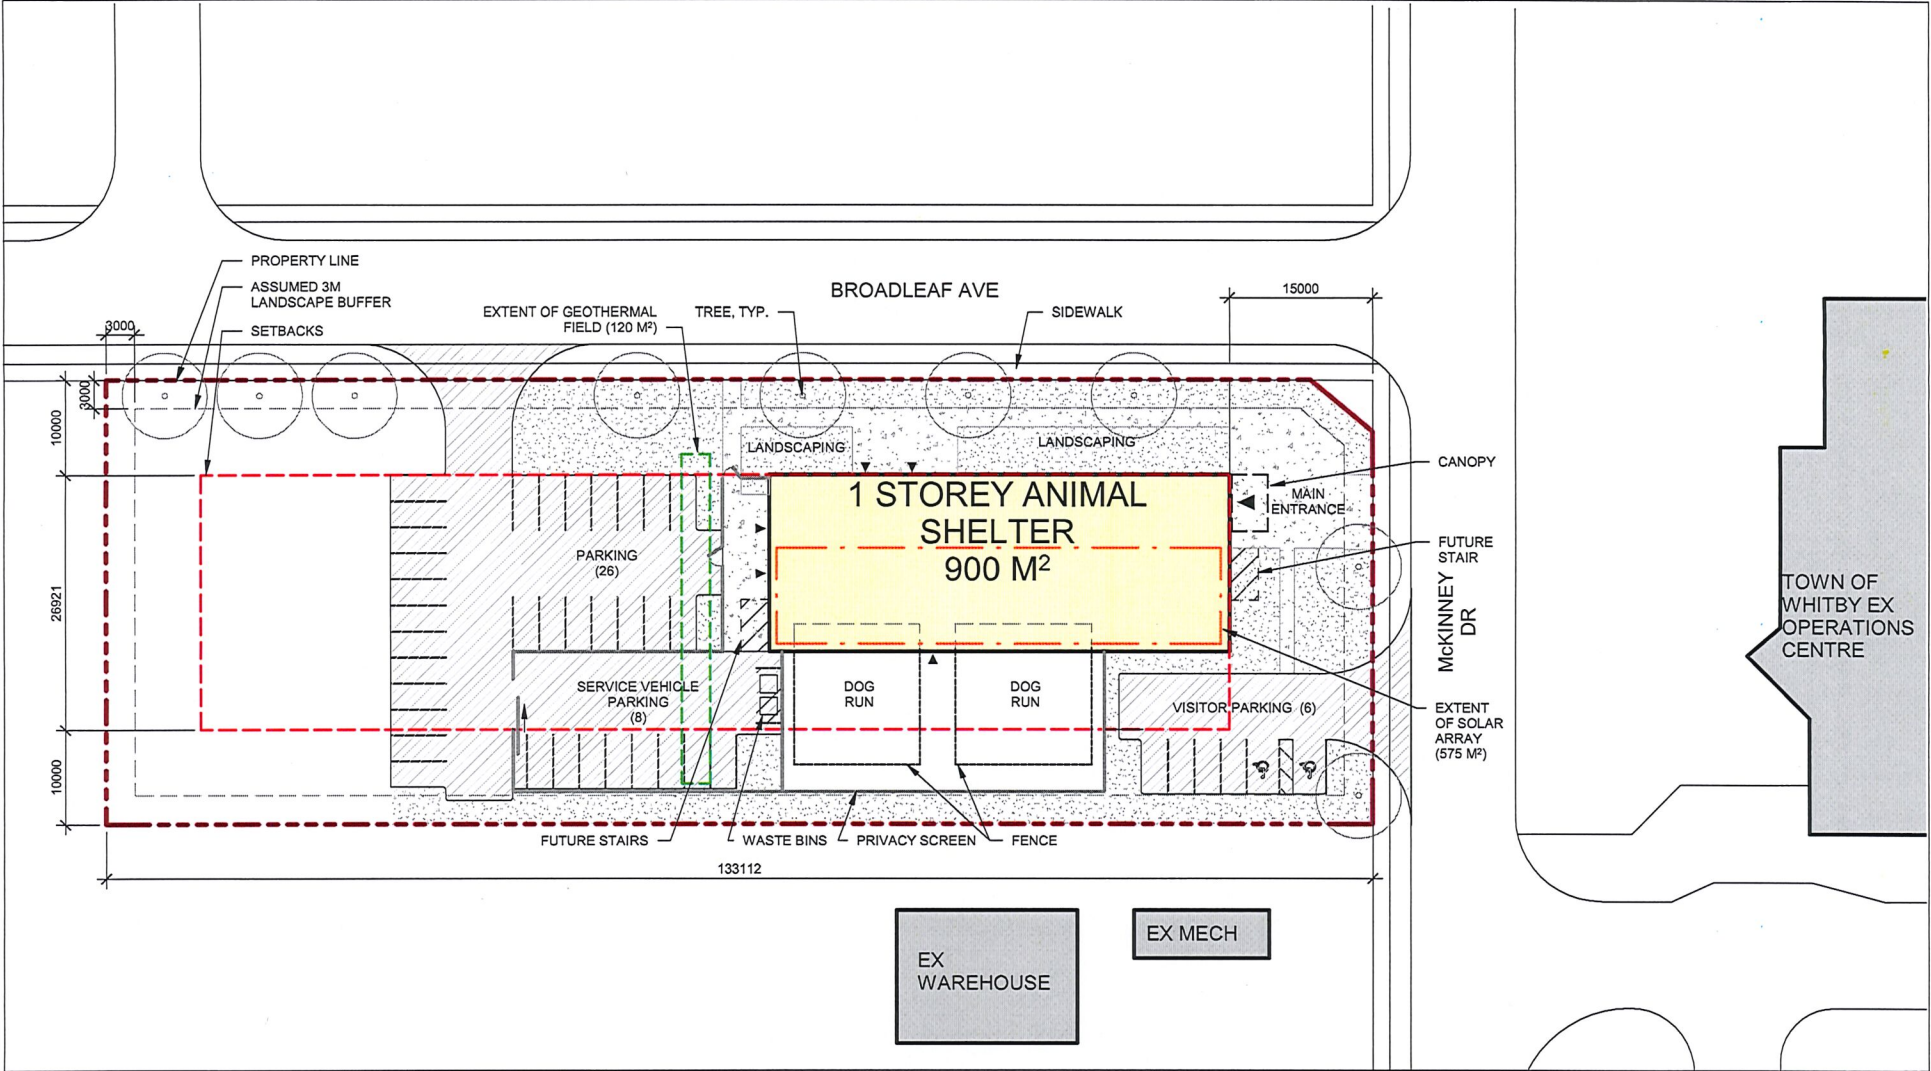 PROPERTY LINE
ASSUMED 3M
LANDSCAPE BUFFER
SETBACKS
3000
3000
10000
26921
10000
EXTENT OF GEOTHERMAL
FIELD (120 M²)
TREE, TYP.
BROADLEAF AVE
SIDEWALK
15000
LANDSCAPING
LANDSCAPING
CANOPY
MAIN
ENTRANCE
1 STOREY ANIMAL
SHELTER
900 M²
FUTURE
STAIR
PARKING
(26)
McKINNEY
DR
TOWN OF
WHITBY EX
OPERATIONS
CENTRE
SERVICE VEHICLE
PARKING
(8)
DOG
RUN
DOG
RUN
VISITOR PARKING (6)
EXTENT
OF SOLAR
ARRAY
(575 M²)
FUTURE STAIRS
WASTE BINS
PRIVACY SCREEN
FENCE
133112
EX
WAREHOUSE
EX MECH